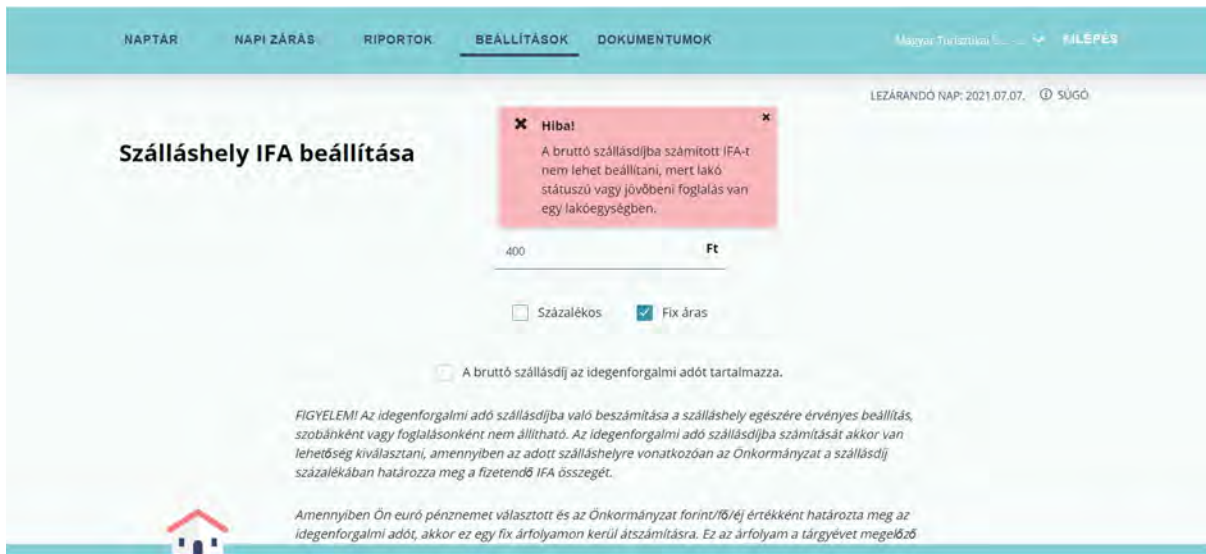 NAPTÁR NAPI ZÁRÁS RIPORTOK BEÁLLÍTÁSOK DOKUMENTUMOK Magyar Turisztikai KILÉPÉS
LEZÁRANDÓ NAP: 2021.07.07. SÚGÓ
Szálláshely IFA beállítása
Hiba!
A bruttó szállásdíjba számított IFA-t
nem lehet beállítani, mert lakó
státuszú vagy jövőbeni foglalás van
egy lakóegységben.
400 Ft
Százalékos Fix áras
A bruttó szállásdíj az idegenforgalmi adót tartalmazza.
FIGYELEM! Az idegenforgalmi adó szállásdíjba való beszámítása a szálláshely egészére érvényes beállítás,
szobánként vagy foglalásonként nem állítható. Az idegenforgalmi adó szállásdíjba számítását akkor van
lehetőség kiválasztani, amennyiben az adott szálláshelyre vonatkozóan az Önkormányzat a szállásdíj
százalékában határozza meg a fizetendő IFA összegét.
Amennyiben Ön euró pénznemet választott és az Önkormányzat forint/fő/éj értékként határozta meg az
idegenforgalmi adót, akkor ez egy fix árfolyamon kerül átszámításra. Ez az árfolyam a tárgyévet megelőző